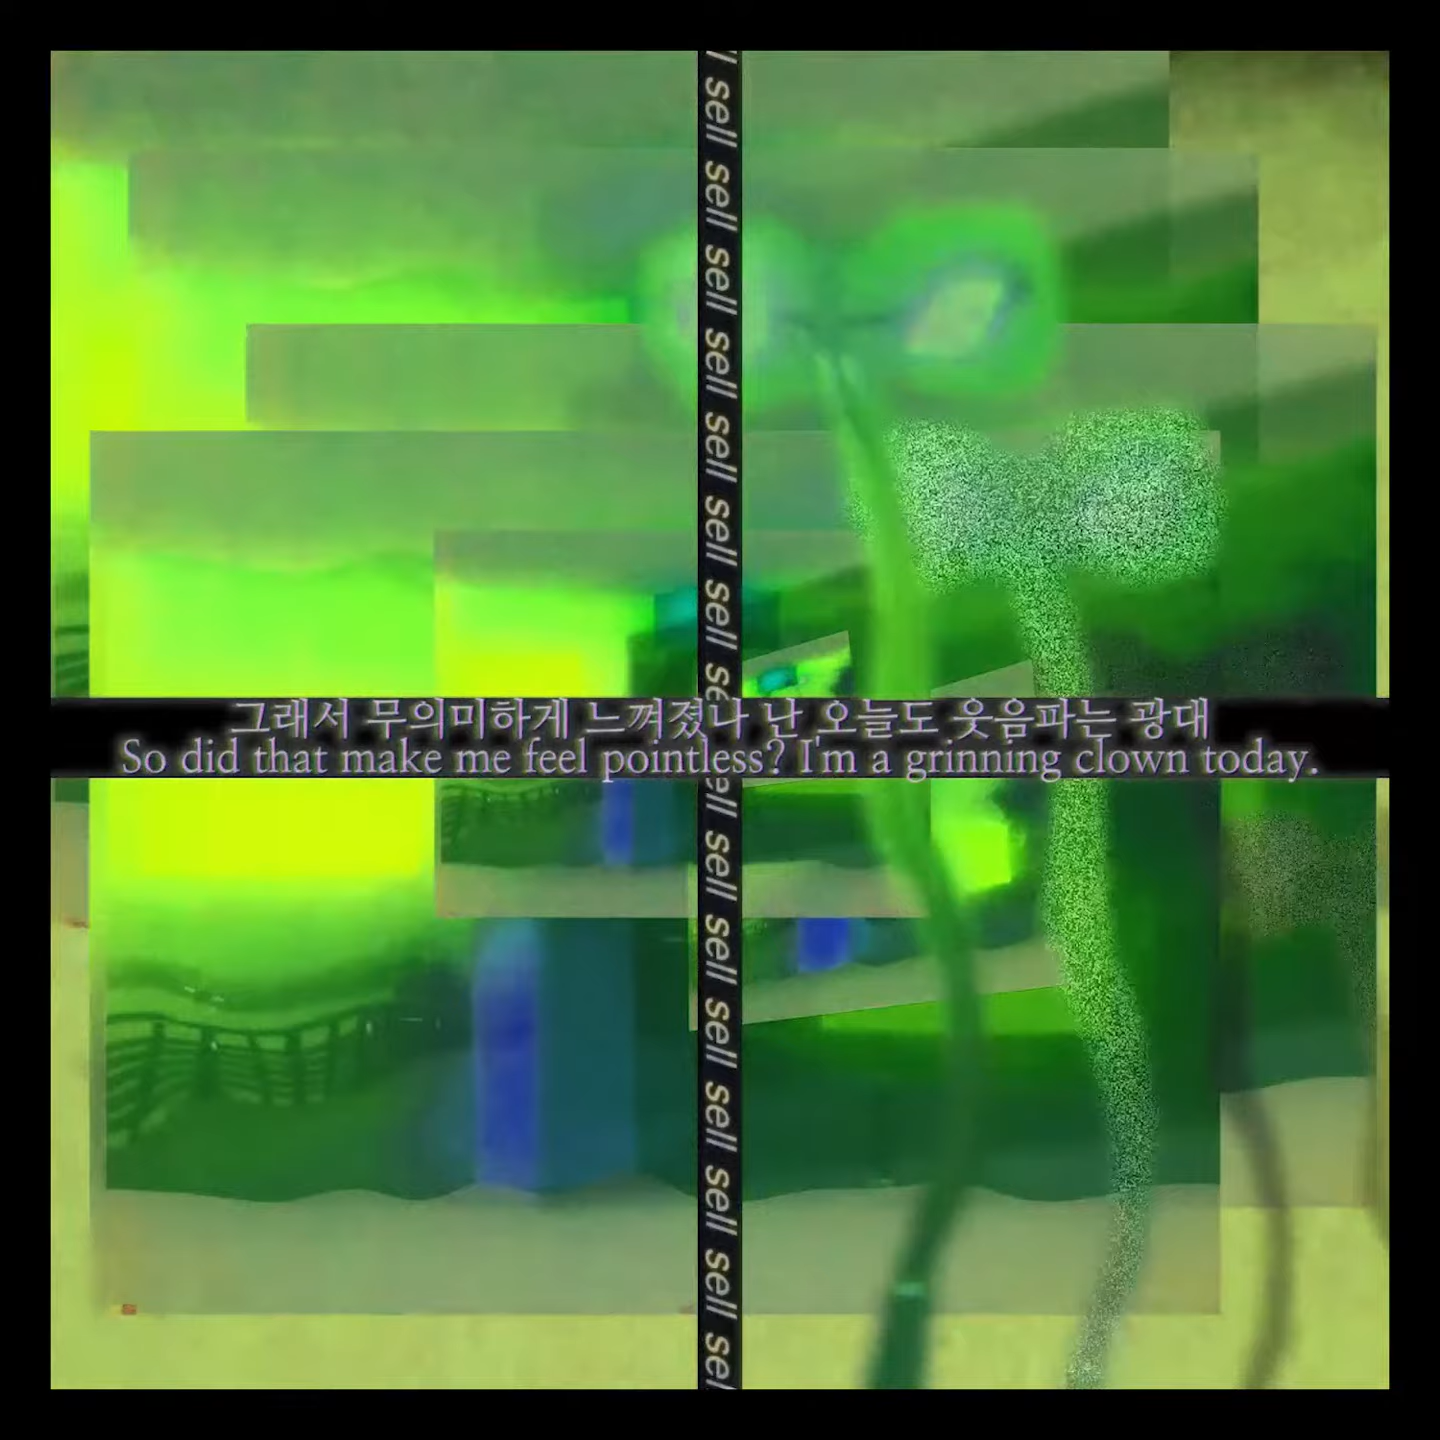 그래서 무의미하게 느껴졌나 난 오늘도 웃음파는 광대
So did that make me feel pointless? I'm a grinning clown today.
sell sell sell sell sell sell sell sell sell sell sell sell sell sell sell sel